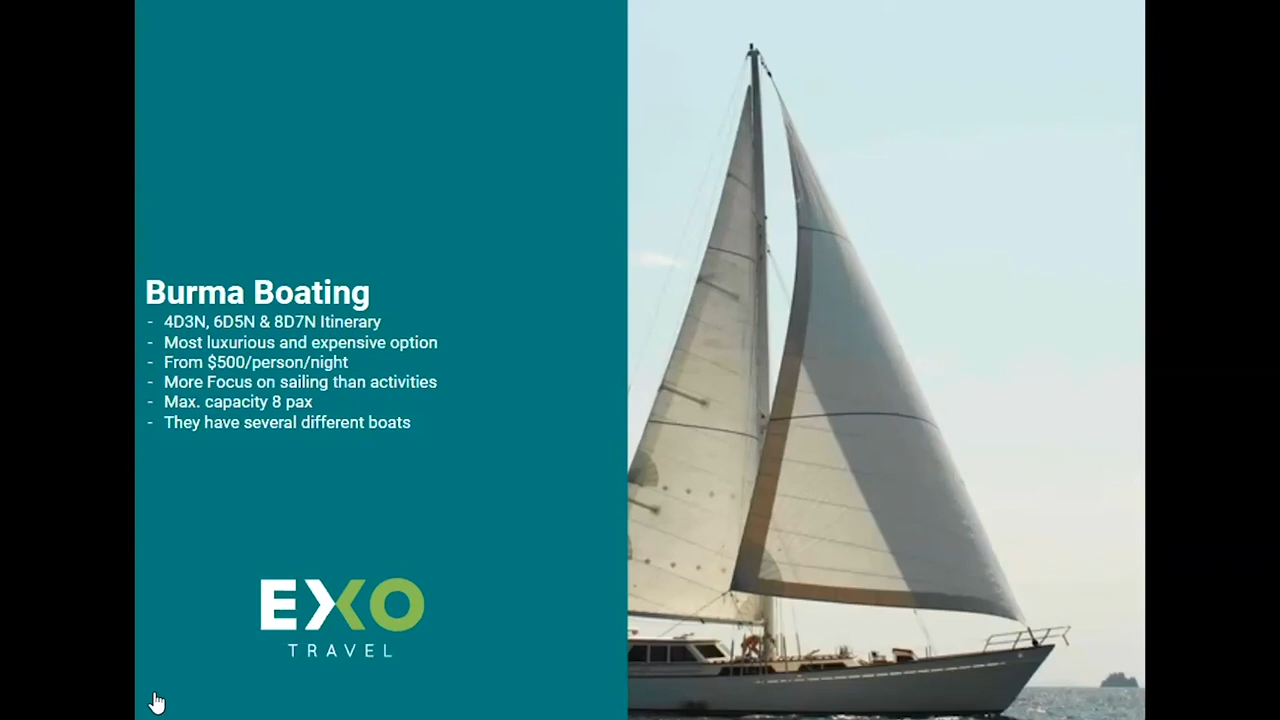 Burma Boating
- 4D3N, 6D5N & 8D7N Itinerary
- Most luxurious and expensive option
- From $500/person/night
- More Focus on sailing than activities
- Max. capacity 8 pax
- They have several different boats
EXO
TRAVEL